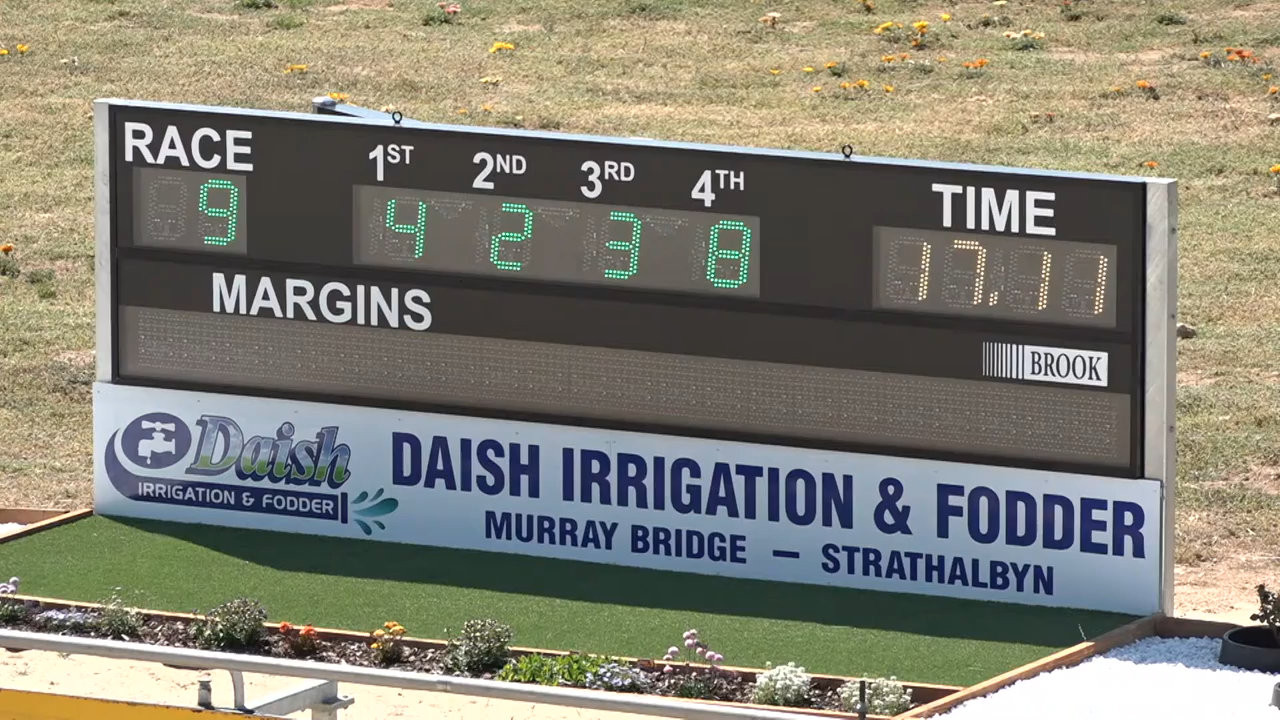 RACE 1ST 2ND 3RD 4TH TIME
9 4 2 3 8 17.11
MARGINS
BROOK
Daish
IRRIGATION & FODDER
DAISH IRRIGATION & FODDER
MURRAY BRIDGE — STRATHALBYN